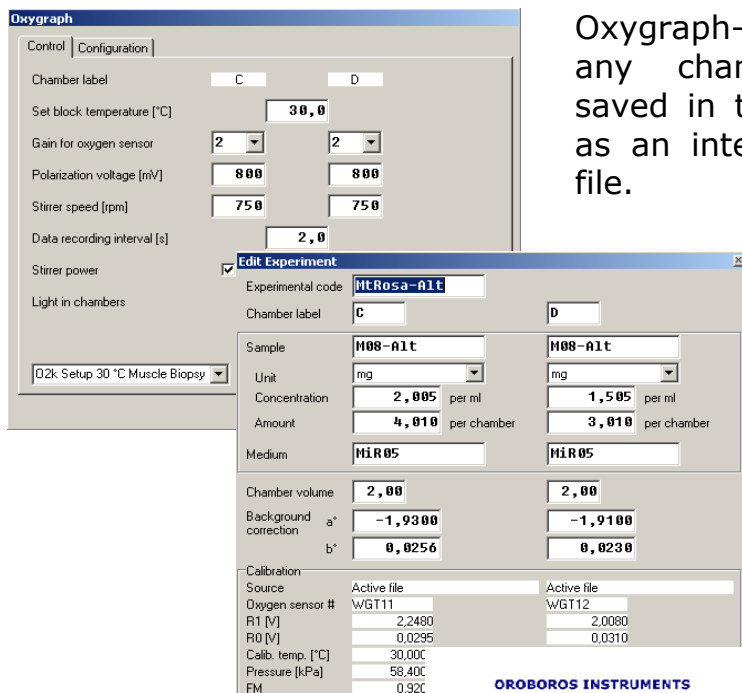 Oxygraph
Control Configuration
Chamber label C D
Set block temperature [°C] 30,0
Gain for oxygen sensor 2 2
Polarization voltage [mV] 800 800
Stirrer speed [rpm] 750 750
Data recording interval [s] 2,0
Stirrer power
Light in chambers
O2k Setup 30 °C Muscle Biopsy
Oxygraph-
any
saved in
as an
file.
Edit Experiment
Experimental code MtRosa-Alt
Chamber label C D
Sample M08-Alt M08-Alt
Unit mg mg
Concentration 2,005 per ml 1,505 per ml
Amount 4,010 per chamber 3,010 per chamber
Medium MiR05 MiR05
Chamber volume 2,00 2,00
Background correction a° -1,9300 -1,9100
b° 0,0256 0,0230
Calibration
Source Active file Active file
Oxygen sensor # WGT11 WGT12
R1 [V] 2,2480 2,0080
R0 [V] 0,0295 0,0310
Calib. temp. [°C] 30,000
Pressure [kPa] 58,400
FM 0.920
OROBOROS INSTRUMENTS